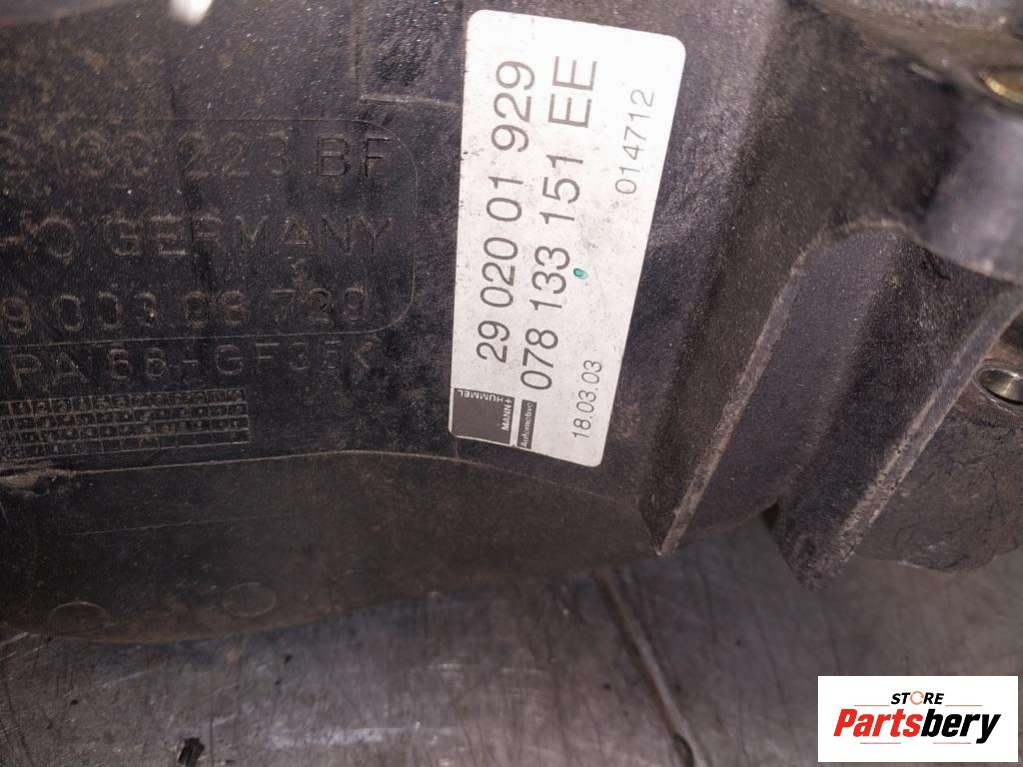 223 BF
GERMANY
PA 66-GF35
29 020 01 929
078 133 151 EE
014712
18.03.03
MANN+
HUMMEL
Automotive
STORE
Partsbery